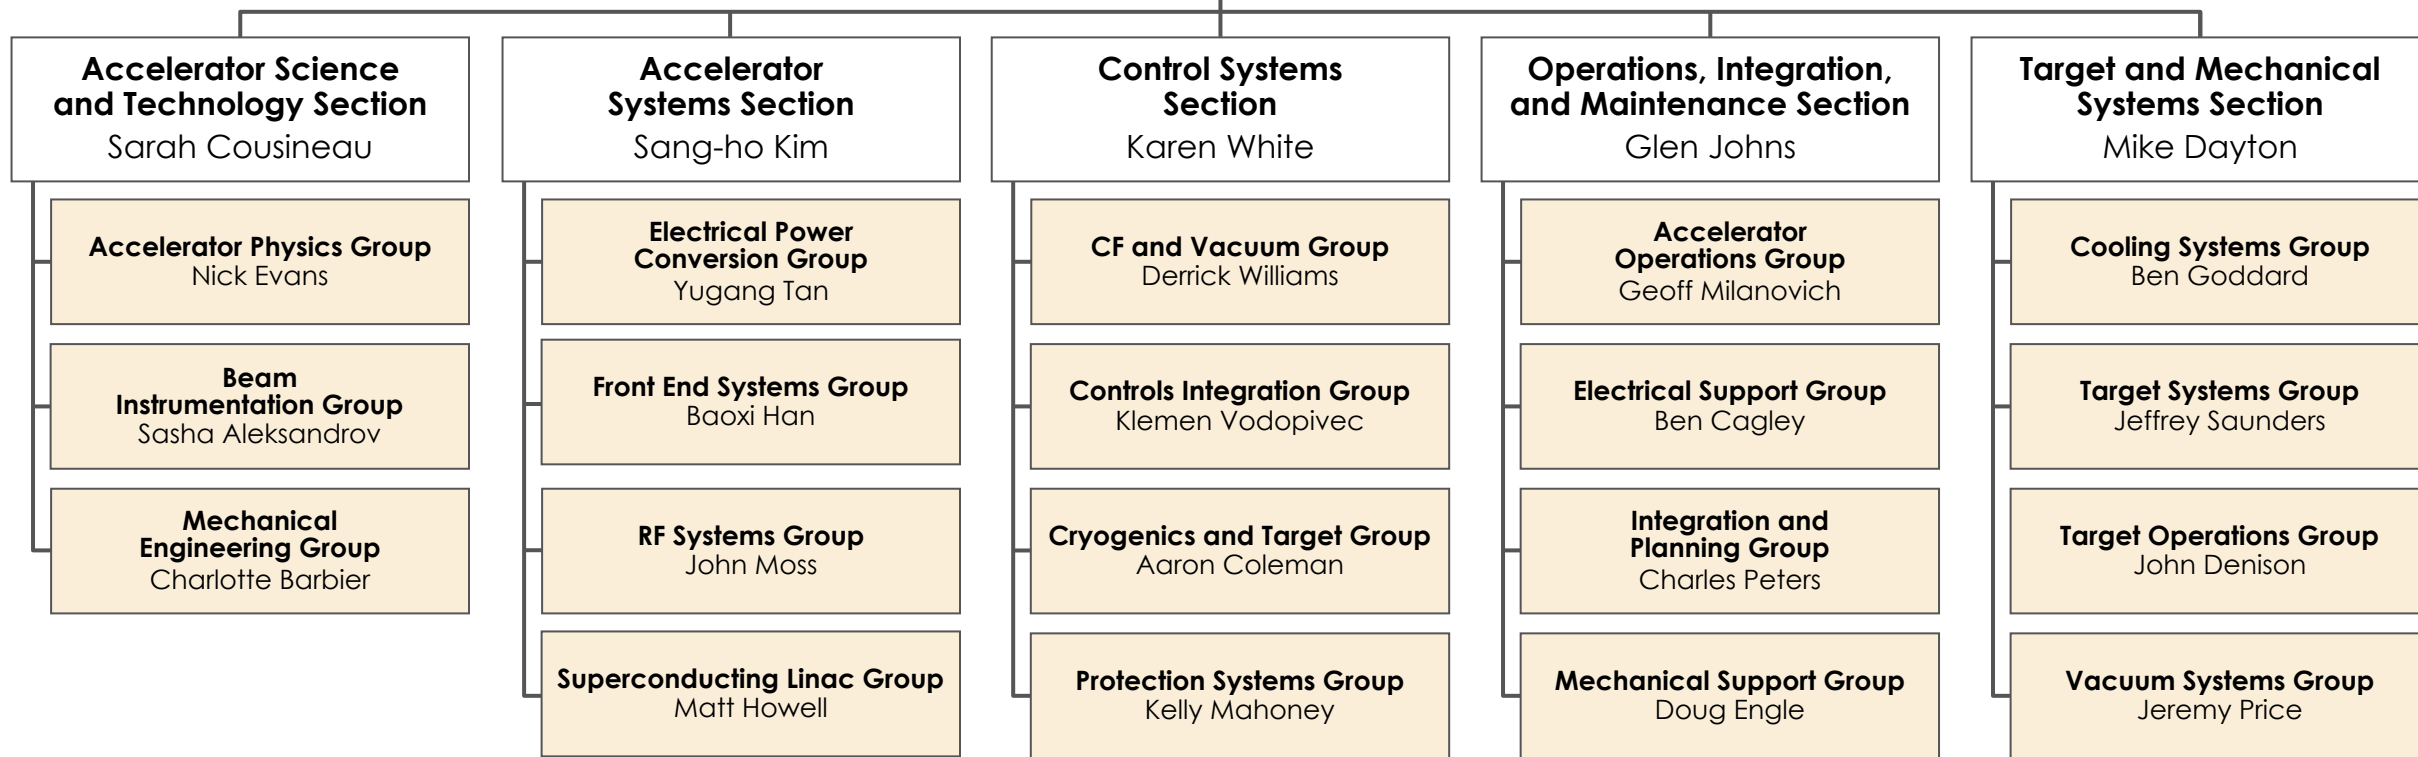 Accelerator Science
and Technology Section
Sarah Cousineau
Accelerator Physics Group
Nick Evans
Beam
Instrumentation Group
Sasha Aleksandrov
Mechanical
Engineering Group
Charlotte Barbier
Accelerator
Systems Section
Sang-ho Kim
Electrical Power
Conversion Group
Yugang Tan
Front End Systems Group
Baoxi Han
RF Systems Group
John Moss
Superconducting Linac Group
Matt Howell
Control Systems
Section
Karen White
CF and Vacuum Group
Derrick Williams
Controls Integration Group
Klemen Vodopivec
Cryogenics and Target Group
Aaron Coleman
Protection Systems Group
Kelly Mahoney
Operations, Integration,
and Maintenance Section
Glen Johns
Accelerator
Operations Group
Geoff Milanovich
Electrical Support Group
Ben Cagley
Integration and
Planning Group
Charles Peters
Mechanical Support Group
Doug Engle
Target and Mechanical
Systems Section
Mike Dayton
Cooling Systems Group
Ben Goddard
Target Systems Group
Jeffrey Saunders
Target Operations Group
John Denison
Vacuum Systems Group
Jeremy Price